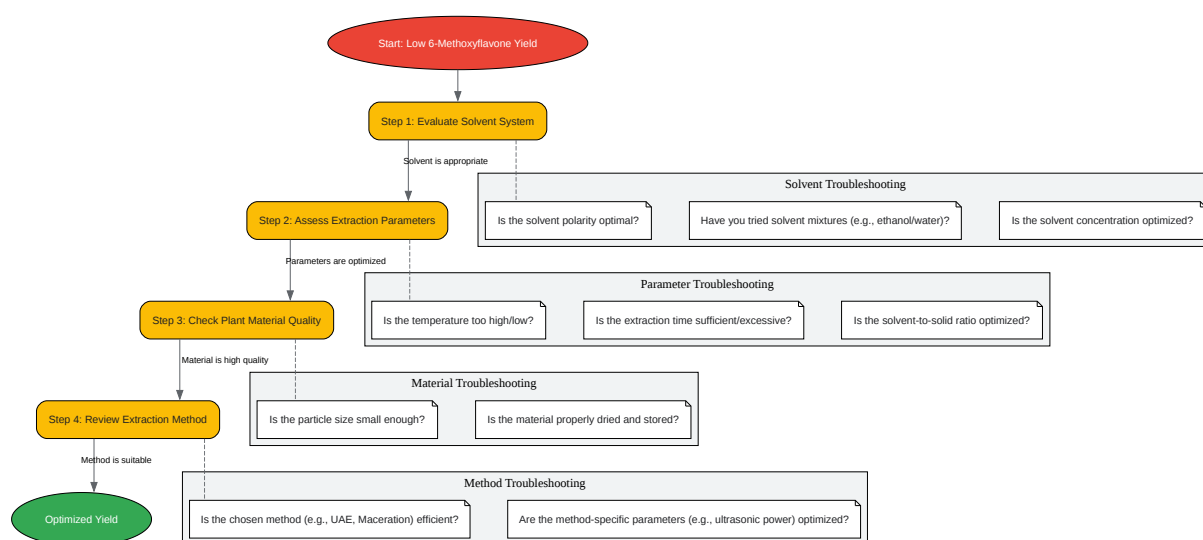 Start: Low 6-Methoxyflavone Yield
Step 1: Evaluate Solvent System
Solvent is appropriate
Solvent Troubleshooting
Is the solvent polarity optimal?
Have you tried solvent mixtures (e.g., ethanol/water)?
Is the solvent concentration optimized?
Step 2: Assess Extraction Parameters
Parameters are optimized
Parameter Troubleshooting
Is the temperature too high/low?
Is the extraction time sufficient/excessive?
Is the solvent-to-solid ratio optimized?
Step 3: Check Plant Material Quality
Material is high quality
Material Troubleshooting
Is the particle size small enough?
Is the material properly dried and stored?
Step 4: Review Extraction Method
Method is suitable
Method Troubleshooting
Is the chosen method (e.g., UAE, Maceration) efficient?
Are the method-specific parameters (e.g., ultrasonic power) optimized?
Optimized Yield